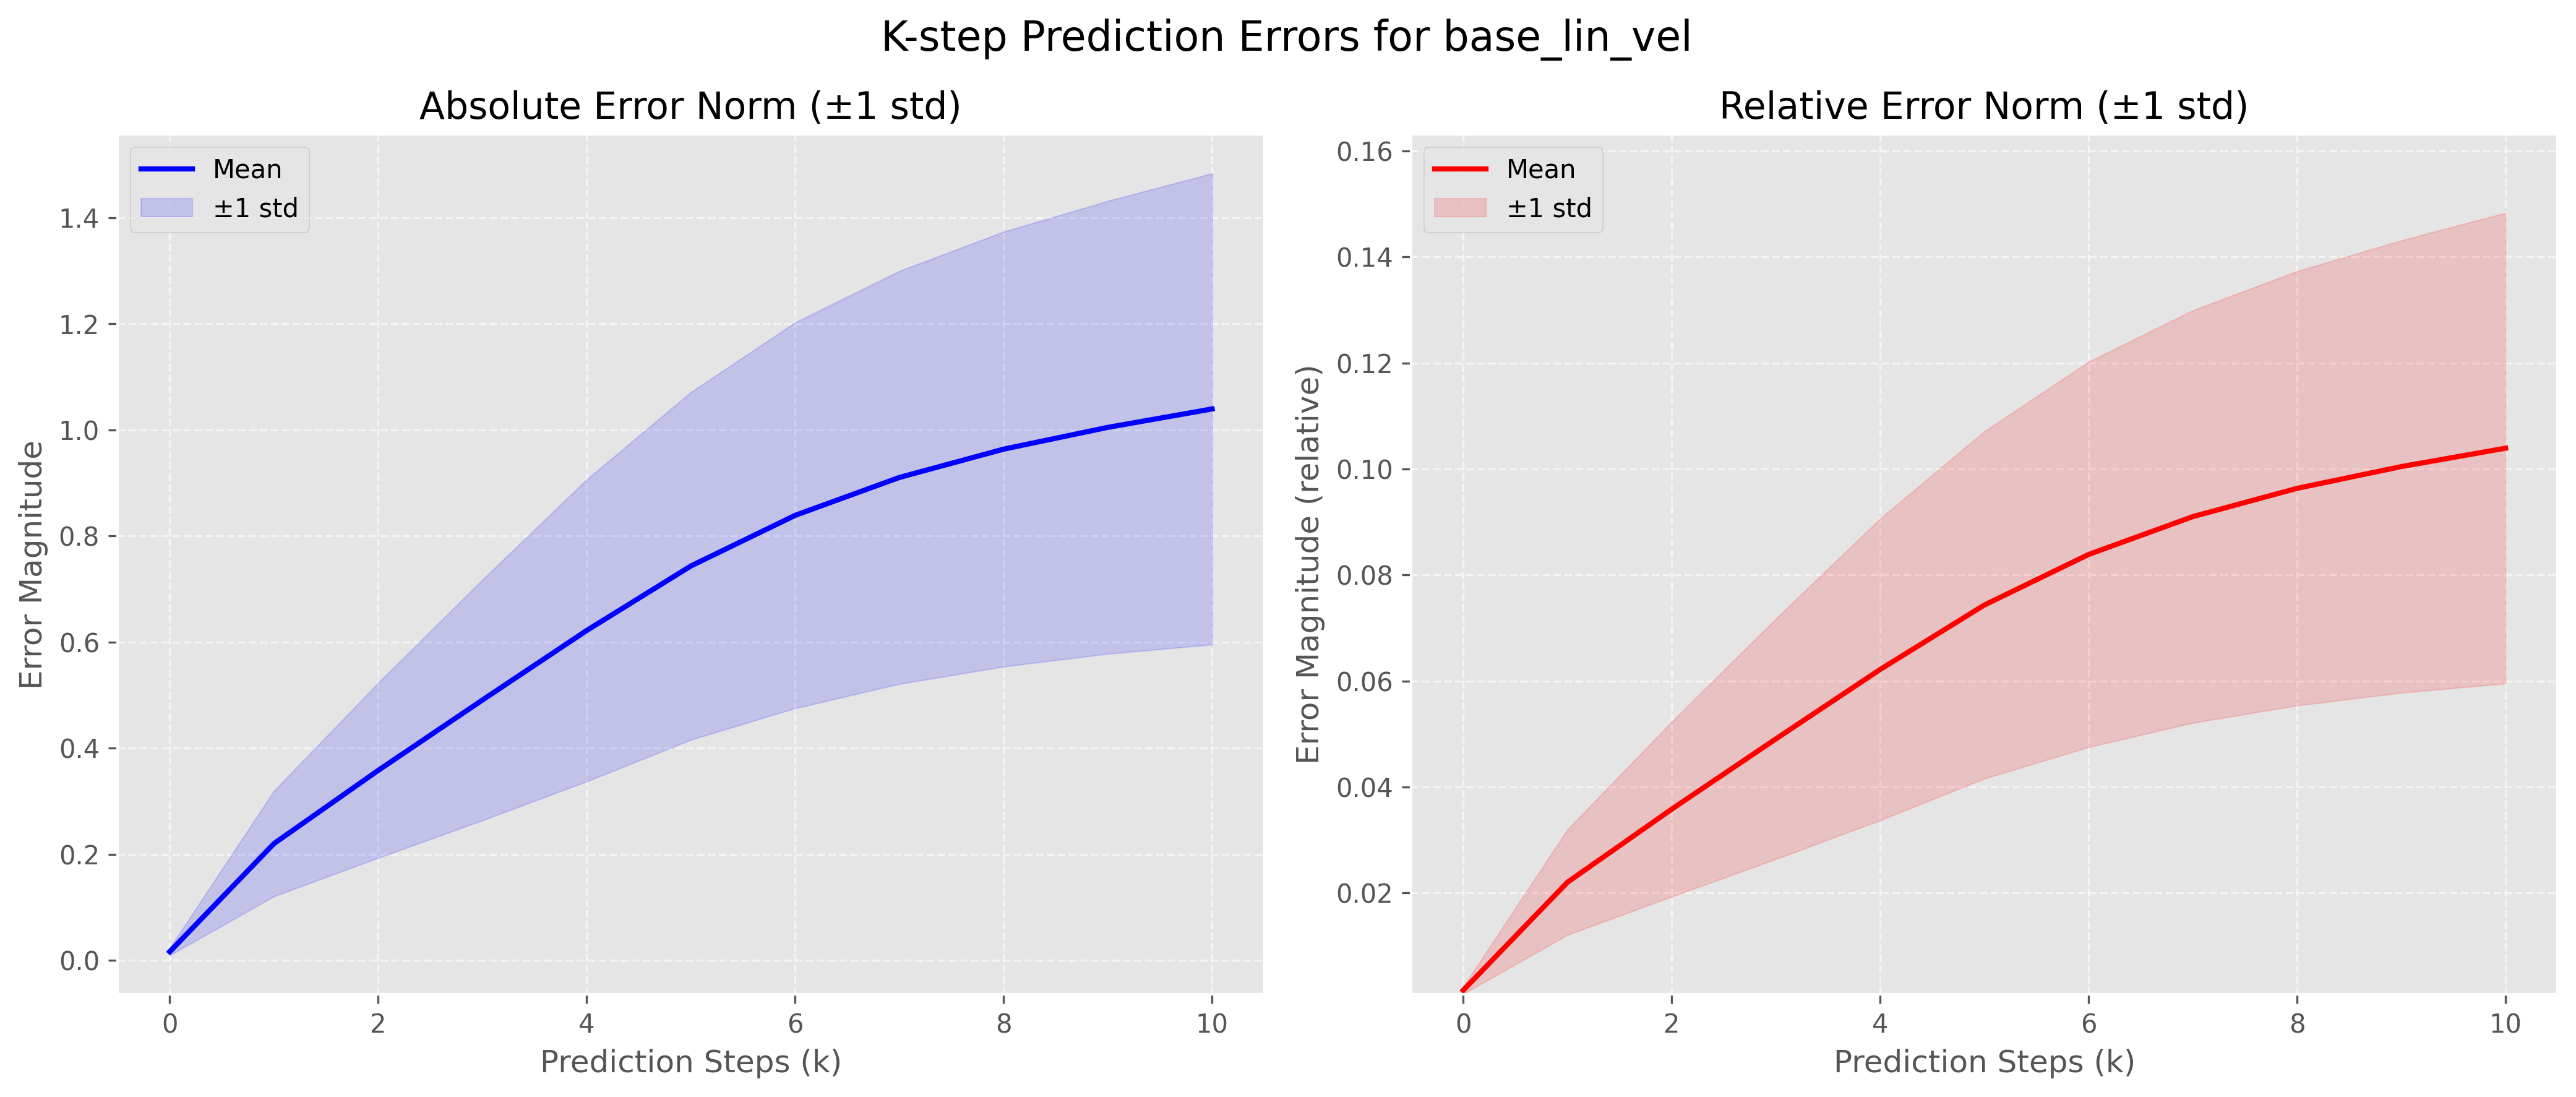 K-step Prediction Errors for base_lin_vel
Absolute Error Norm (±1 std)
Mean
±1 std
1.4
1.2
1.0
0.8
0.6
0.4
0.2
0.0
Error Magnitude
0 2 4 6 8 10
Prediction Steps (k)
Relative Error Norm (±1 std)
Mean
±1 std
0.16
0.14
0.12
0.10
0.08
0.06
0.04
0.02
Error Magnitude (relative)
0 2 4 6 8 10
Prediction Steps (k)